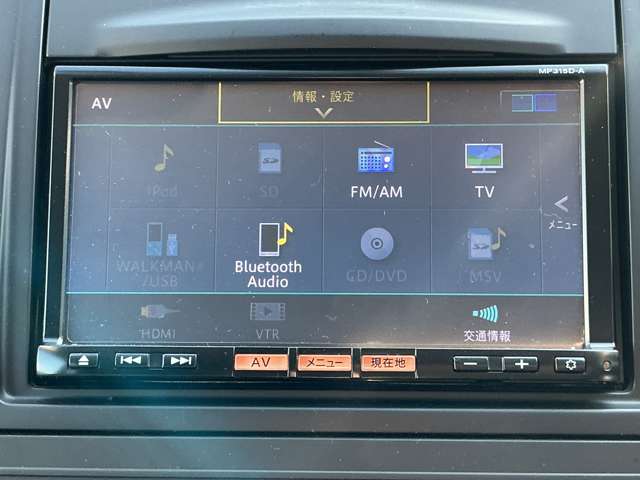 MP315D-A
AV
情報・設定
iPod
SD
FM/AM
TV
メニュー
WALKMAN
/USB
Bluetooth
Audio
CD/DVD
MSV
HDMI
VTR
交通情報
AV
メニュー
現在地